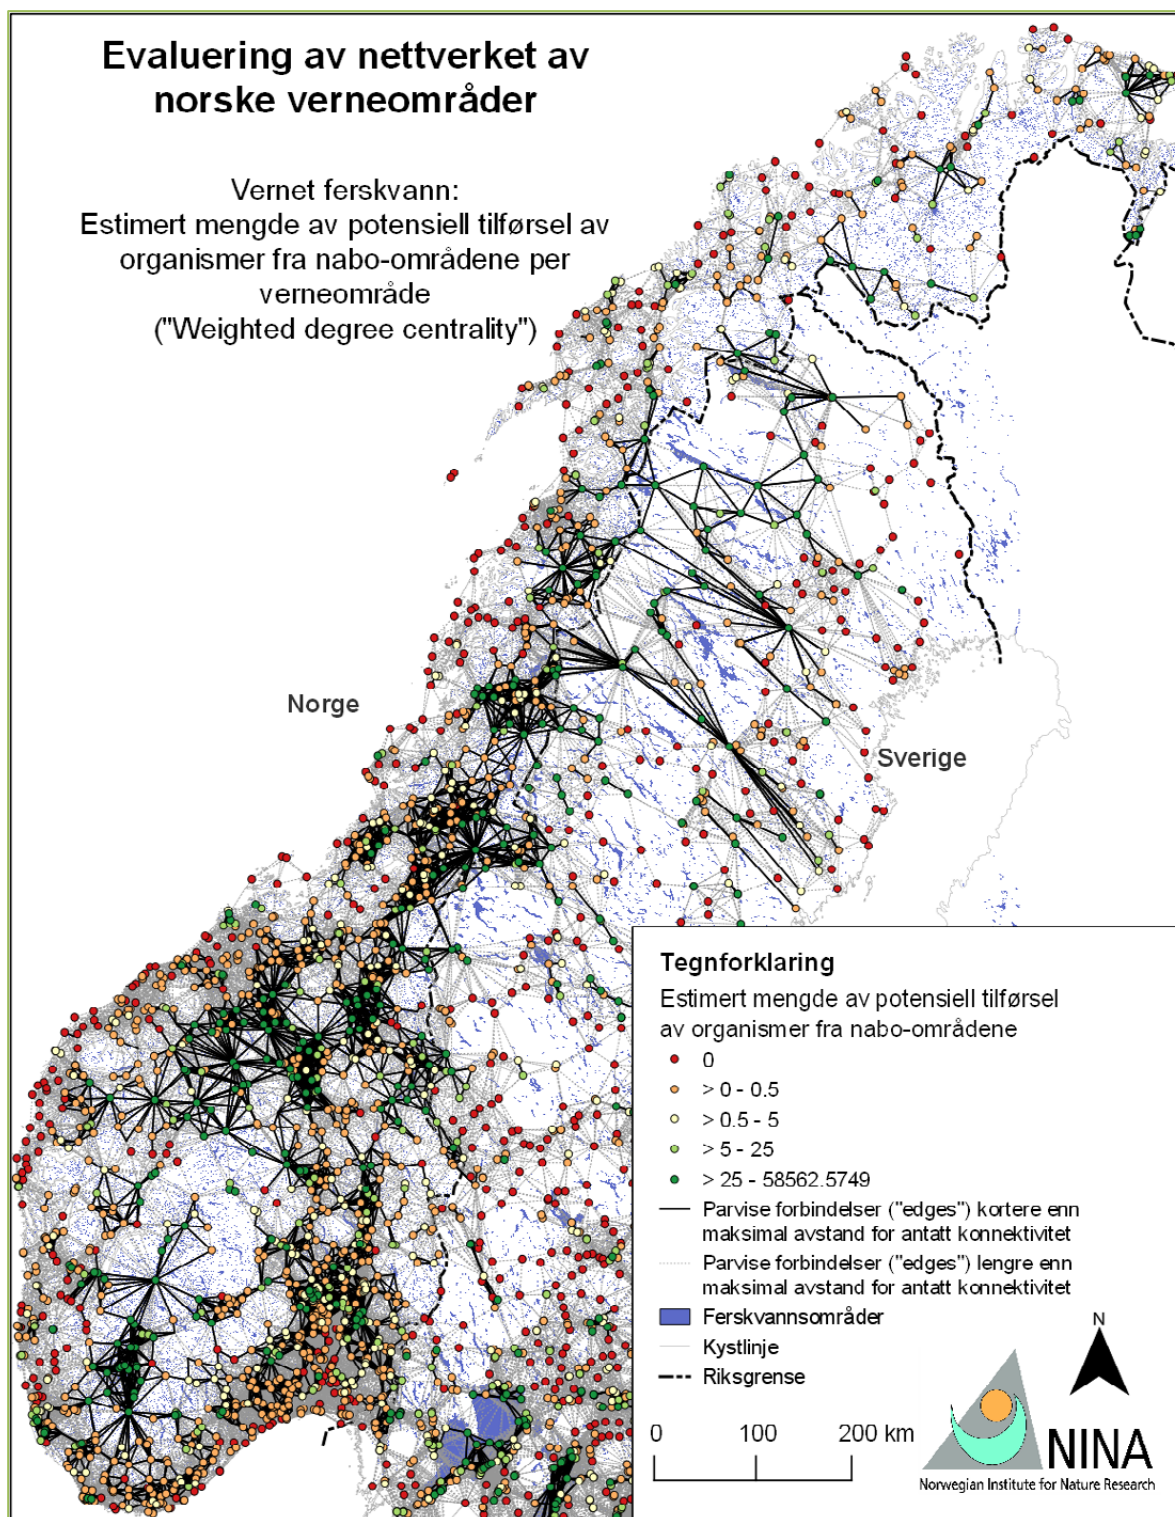 Evaluering av nettverket av
norske verneområder
Vernet ferskvann:
Estimert mengde av potensiell tilførsel av
organismer fra nabo-områdene per
verneområde
("Weighted degree centrality")
Norge
Sverige
Tegnforklaring
Estimert mengde av potensiell tilførsel
av organismer fra nabo-områdene
0
> 0 - 0.5
> 0.5 - 5
> 5 - 25
> 25 - 58562.5749
Parvise forbindelser ("edges") kortere enn
maksimal avstand for antatt konnektivitet
Parvise forbindelser ("edges") lengre enn
maksimal avstand for antatt konnektivitet
Ferskvannsområder
Kystlinje
Riksgrense
N
0 100 200 km
NINA
Norwegian Institute for Nature Research